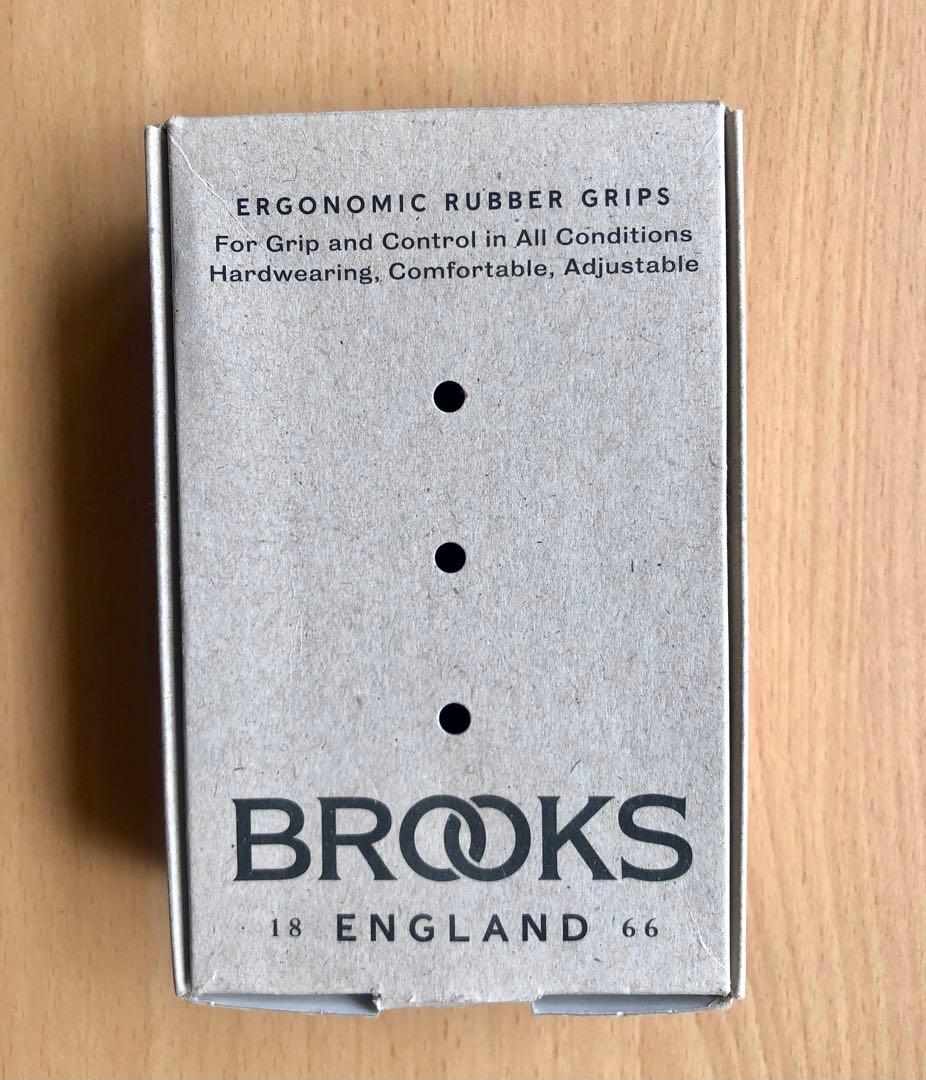 ERGONOMIC RUBBER GRIPS
For Grip and Control in All Conditions
Hardwearing, Comfortable, Adjustable
BROOKS
18 ENGLAND 66